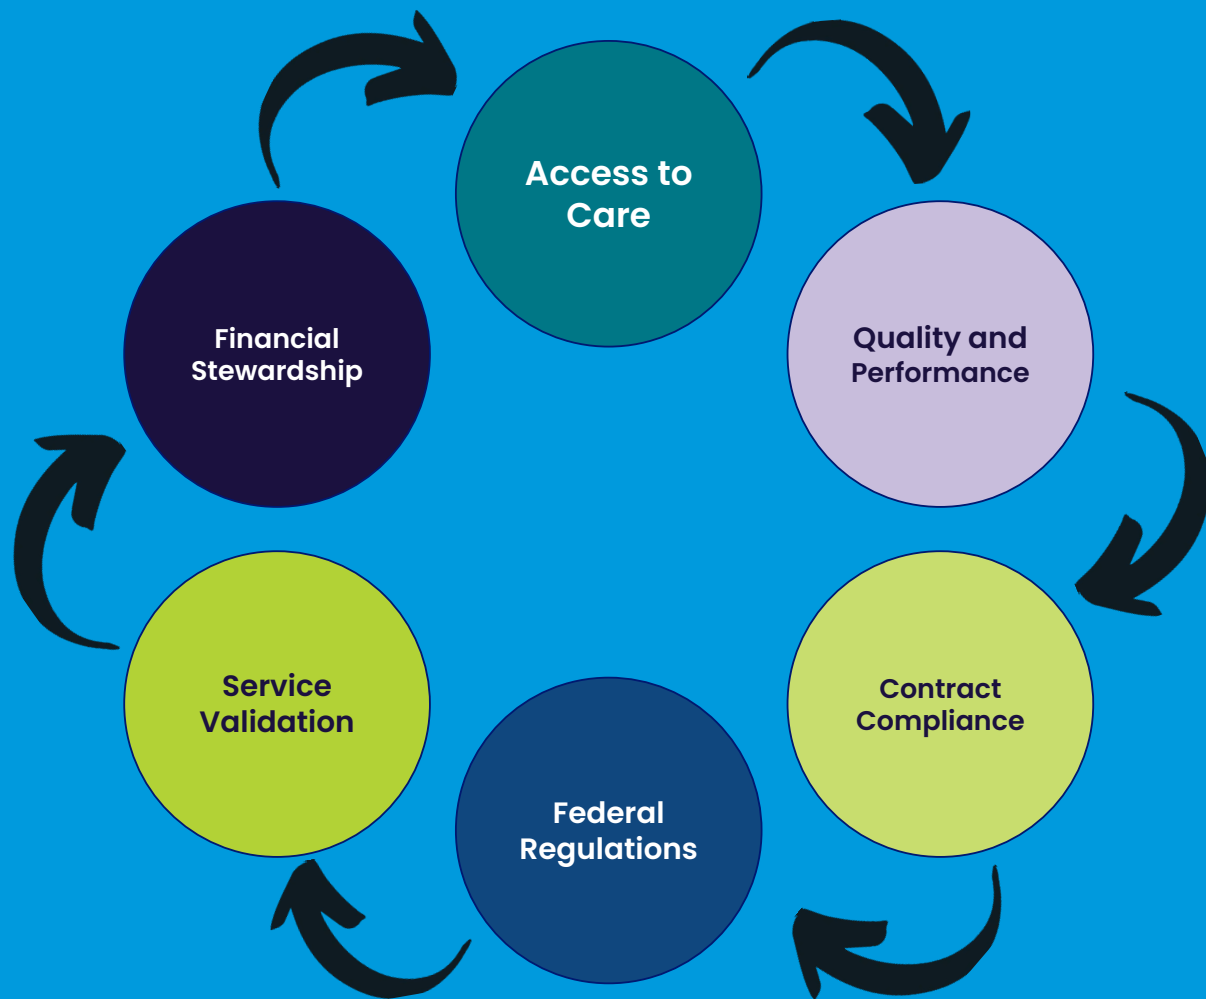 Access to
Care
Quality and
Performance
Contract
Compliance
Federal
Regulations
Service
Validation
Financial
Stewardship